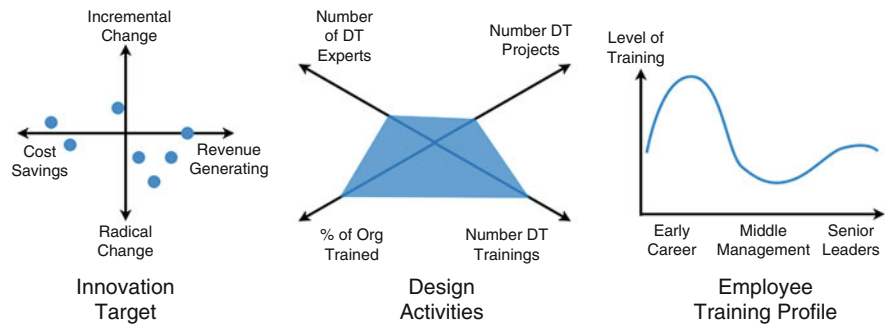 Incremental
Change
Cost
Savings
Revenue
Generating
Radical
Change
Innovation
Target
Number
of DT
Experts
Number DT
Projects
% of Org
Trained
Number DT
Trainings
Design
Activities
Level of
Training
Early
Career
Middle
Management
Senior
Leaders
Employee
Training Profile